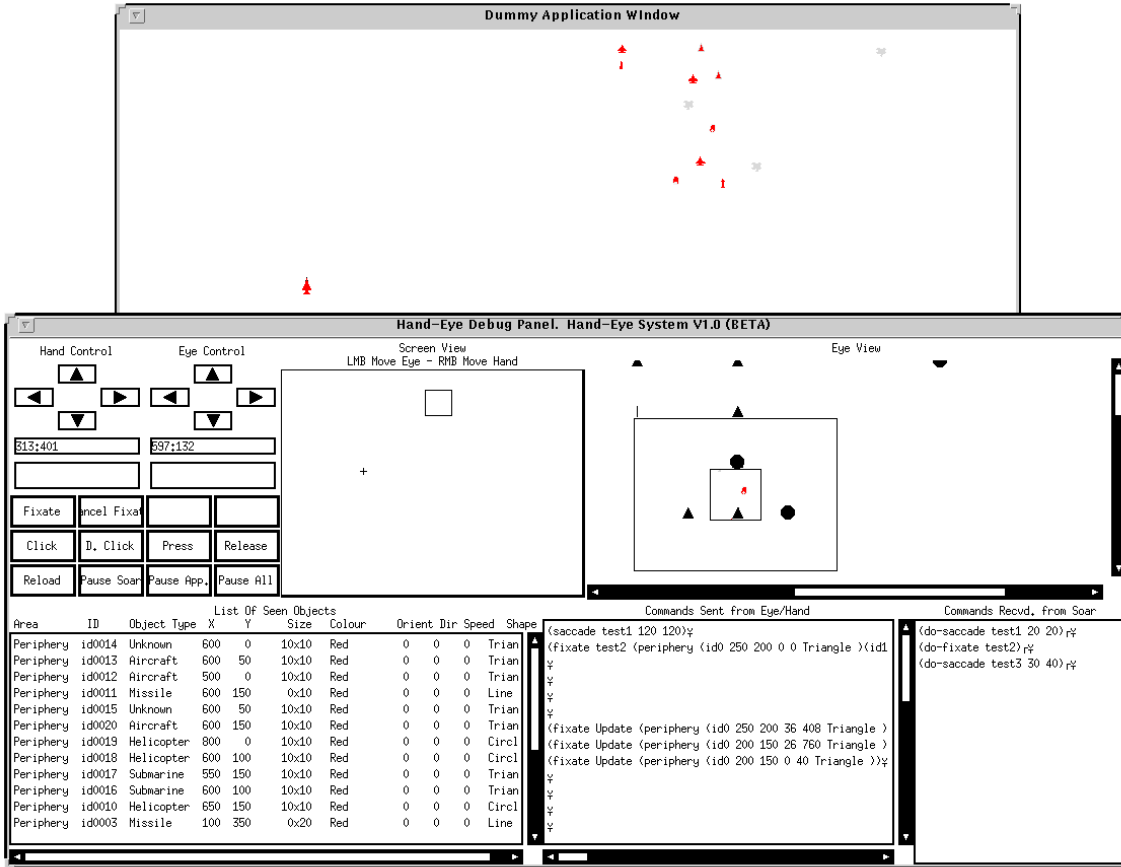 Dummy Application WIndow
Hand-Eye Debug Panel. Hand-Eye System V1.0 (BETA)
Hand Control Eye Control
Screen View
LMB Move Eye - RMB Move Hand
Eye View
313:401 597:132
Fixate ancel Fixat
Click D. Click Press Release
Reload Pause Soar Pause App. Pause All
List Of Seen Objects
Area ID Object Type X Y Size Colour Orient Dir Speed Shape
Periphery id0014 Unknown 600 0 10x10 Red 0 0 0 Trian
Periphery id0013 Aircraft 600 50 10x10 Red 0 0 0 Trian
Periphery id0012 Aircraft 500 0 10x10 Red 0 0 0 Trian
Periphery id0011 Missile 600 150 0x10 Red 0 0 0 Line
Periphery id0015 Unknown 600 50 10x10 Red 0 0 0 Trian
Periphery id0020 Aircraft 600 150 10x10 Red 0 0 0 Trian
Periphery id0019 Helicopter 800 0 10x10 Red 0 0 0 Circl
Periphery id0018 Helicopter 600 100 10x10 Red 0 0 0 Circl
Periphery id0017 Submarine 550 150 10x10 Red 0 0 0 Trian
Periphery id0016 Submarine 600 100 10x10 Red 0 0 0 Trian
Periphery id0010 Helicopter 650 150 10x10 Red 0 0 0 Circl
Periphery id0003 Missile 100 350 0x20 Red 0 0 0 Line
Commands Sent from Eye/Hand
(saccade test1 120 120)
(fixate test2 (periphery (id0 250 200 0 0 Triangle )(id1
(fixate Update (periphery (id0 250 200 36 408 Triangle )
(fixate Update (periphery (id0 200 150 26 760 Triangle )
(fixate Update (periphery (id0 200 150 0 40 Triangle ))
Commands Recvd. from Soar
(do-saccade test1 20 20)
(do-fixate test2)
(do-saccade test3 30 40)